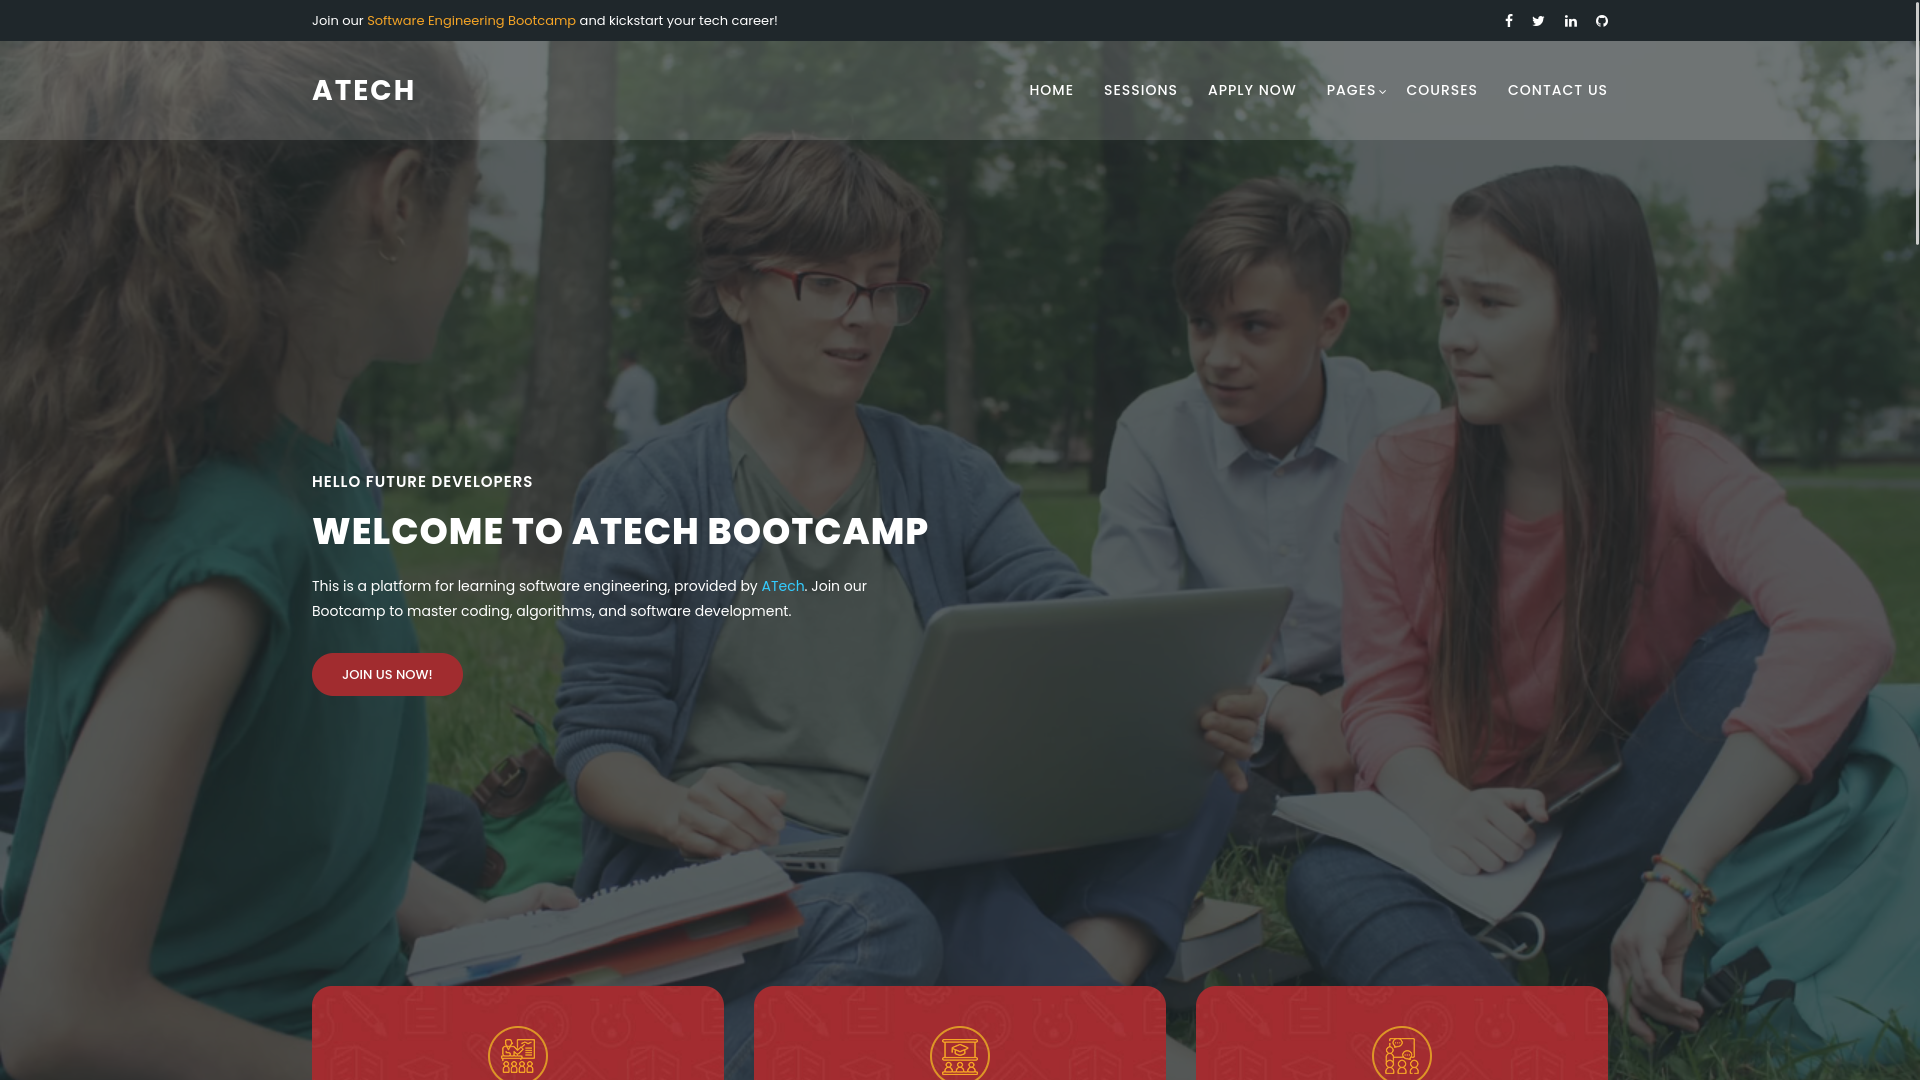 Join our Software Engineering Bootcamp and kickstart your tech career!
ATECH
HOME
SESSIONS
APPLY NOW
PAGES
COURSES
CONTACT US
HELLO FUTURE DEVELOPERS
WELCOME TO ATECH BOOTCAMP
This is a platform for learning software engineering, provided by ATech. Join our
Bootcamp to master coding, algorithms, and software development.
JOIN US NOW!